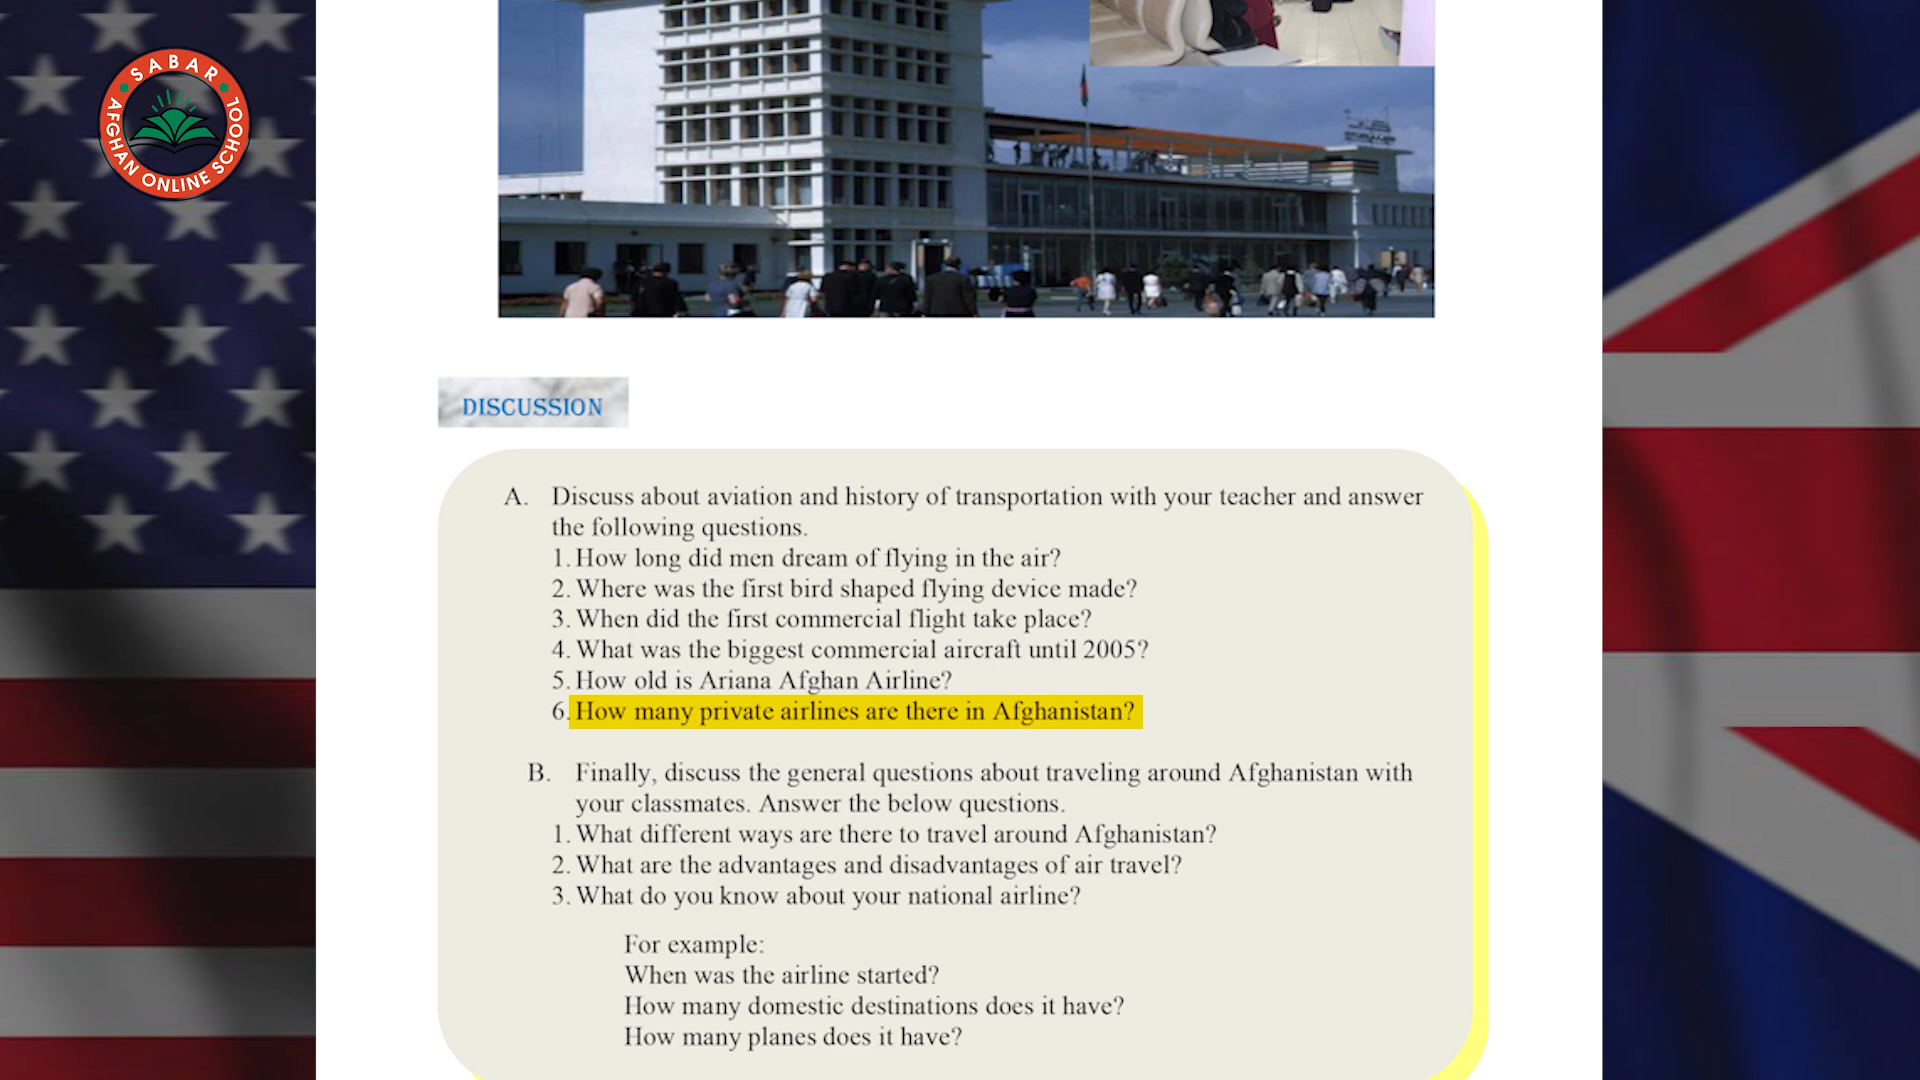 SABAR
AFGHAN ONLINE SCHOOL
DISCUSSION
A. Discuss about aviation and history of transportation with your teacher and answer
the following questions.
1. How long did men dream of flying in the air?
2. Where was the first bird shaped flying device made?
3. When did the first commercial flight take place?
4. What was the biggest commercial aircraft until 2005?
5. How old is Ariana Afghan Airline?
6. How many private airlines are there in Afghanistan?
B. Finally, discuss the general questions about traveling around Afghanistan with
your classmates. Answer the below questions.
1. What different ways are there to travel around Afghanistan?
2. What are the advantages and disadvantages of air travel?
3. What do you know about your national airline?
For example:
When was the airline started?
How many domestic destinations does it have?
How many planes does it have?